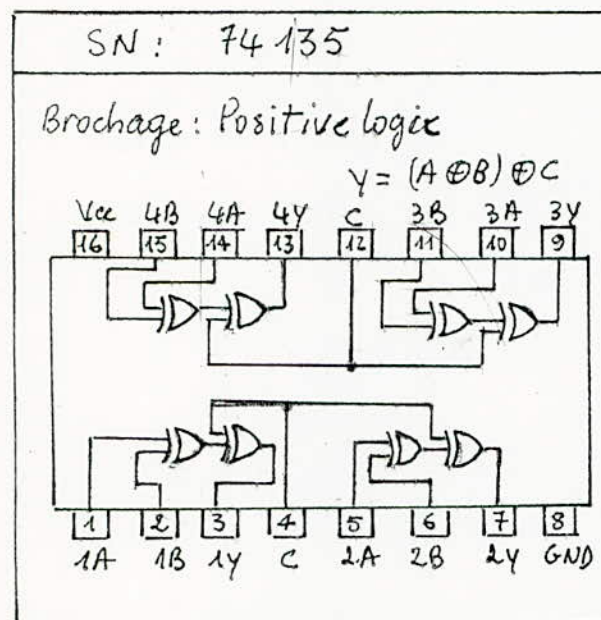 SN: 74135
Brochage: Positive logic
Y = (A ⊕ B) ⊕ C
Vcc 4B 4A 4Y C 3B 3A 3Y
16 15 14 13 12 11 10 9
1 2 3 4 5 6 7 8
1A 1B 1Y C 2A 2B 2Y GND